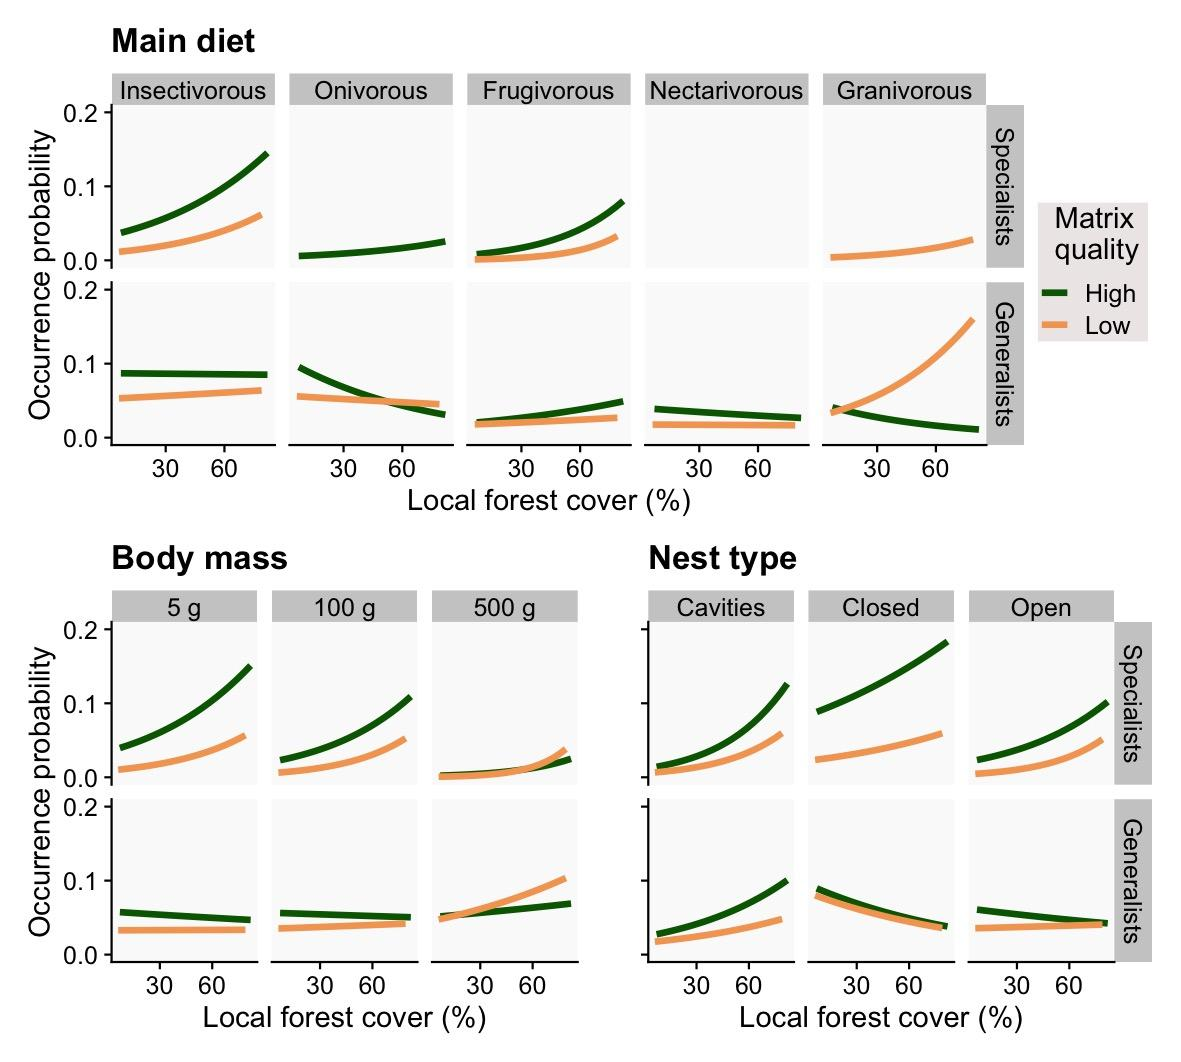 Main diet
Insectivorous Onivorous Frugivorous Nectarivorous Granivorous
0.2
0.1
0.0
Specialists
0.2
0.1
0.0
Generalists
Occurrence probability
30 60 30 60 30 60 30 60 30 60
Local forest cover (%)
Matrix
quality
High
Low
Body mass
5 g 100 g 500 g
0.2
0.1
0.0
0.2
0.1
0.0
Occurrence probability
30 60 30 60 30 60
Local forest cover (%)
Nest type
Cavities Closed Open
Specialists
Generalists
30 60 30 60 30 60
Local forest cover (%)